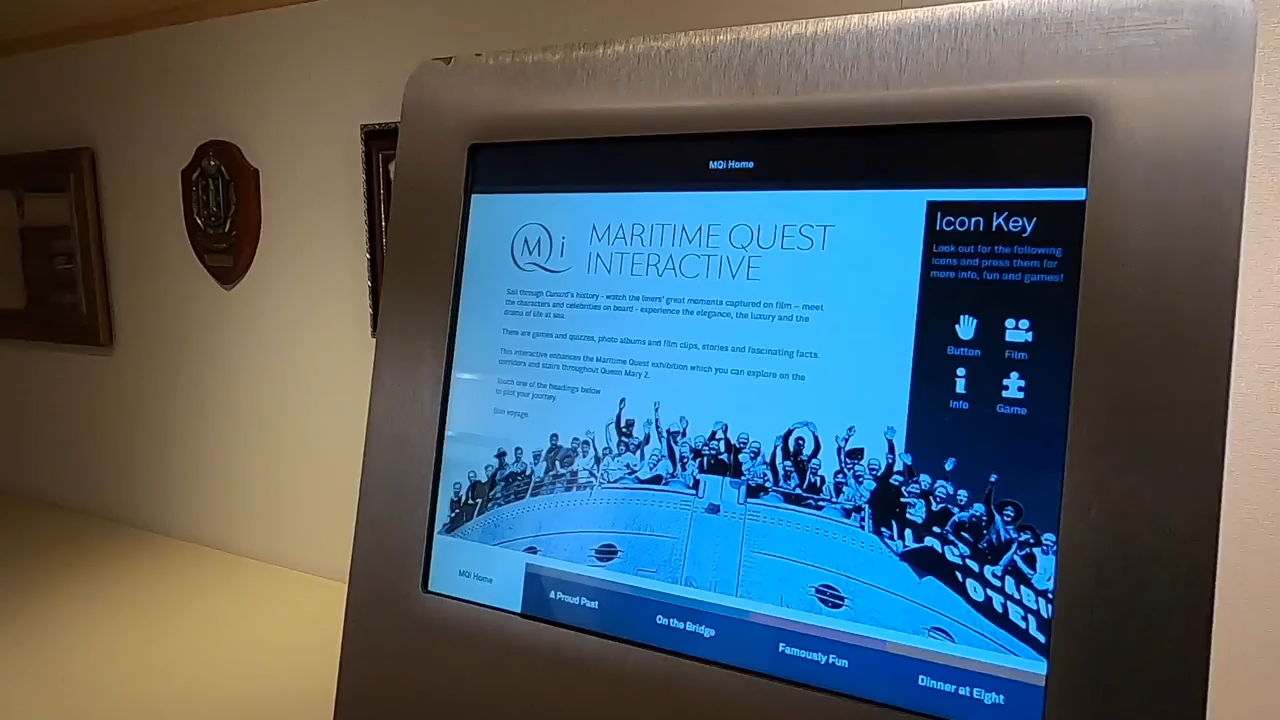 MQi Home
MQi
MARITIME QUEST
INTERACTIVE
Sail through Cunard's history - watch the liners' great moments captured on film - meet
the characters and celebrities on board - experience the elegance, the luxury and the
drama of life at sea.
There are games and quizzes, photo albums and film clips, stories and fascinating facts.
This interactive enhances the Maritime Quest exhibition which you can explore on the
corridors and stairs throughout Queen Mary 2.
Touch one of the headings below
to plot your journey.
Bon voyage.
Icon Key
Look out for the following
icons and press them for
more info, fun and games!
Button
Film
Info
Game
OTEL
MQi Home
A Proud Past
On the Bridge
Famously Fun
Dinner at Eight